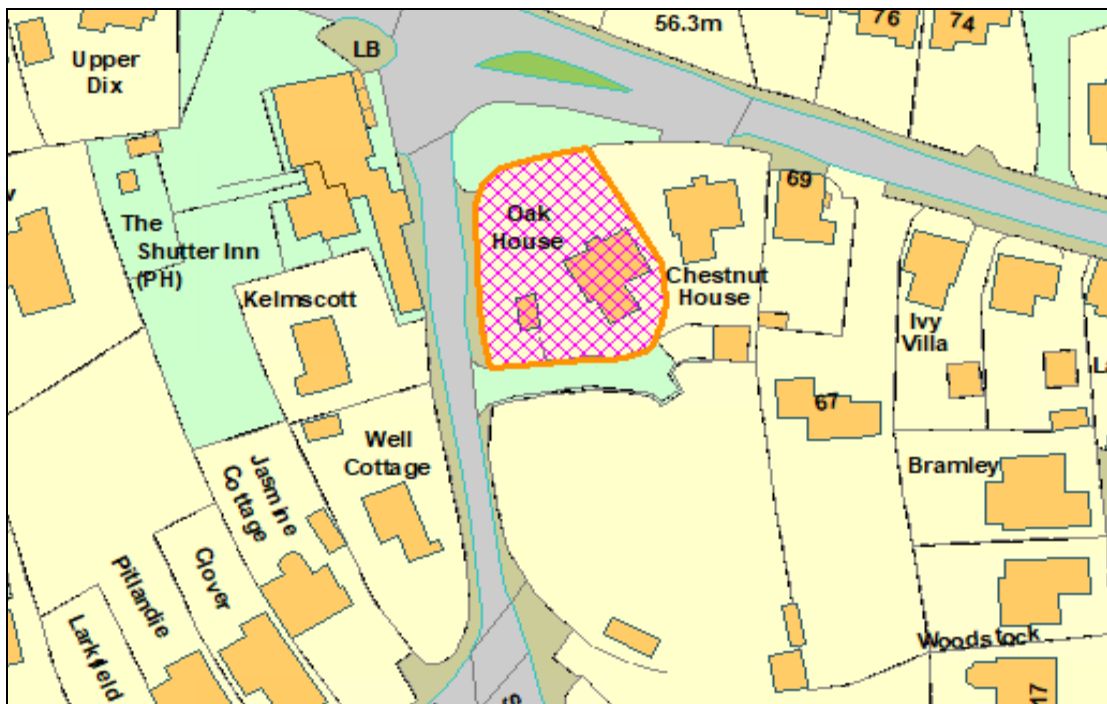 56.3m
76
74
LB
Upper
Dix
69
The
Shutter Inn
(PH)
Oak
House
Kelmscott
Chestnut
House
Ivy
Villa
67
Well
Cottage
Bramley
Jasmine
Cottage
Clover
Pitlandie
Larkfield
Woodstock
17